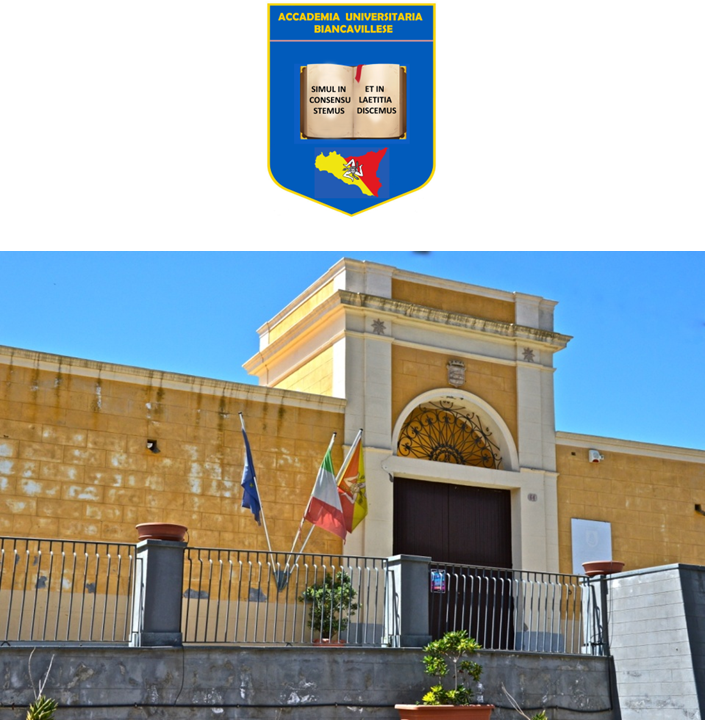 ACCADEMIA UNIVERSITARIA
BIANCAVILLESE
SIMUL IN
CONSENSU
STEMUS
ET IN
LAETITIA
DISCEMUS